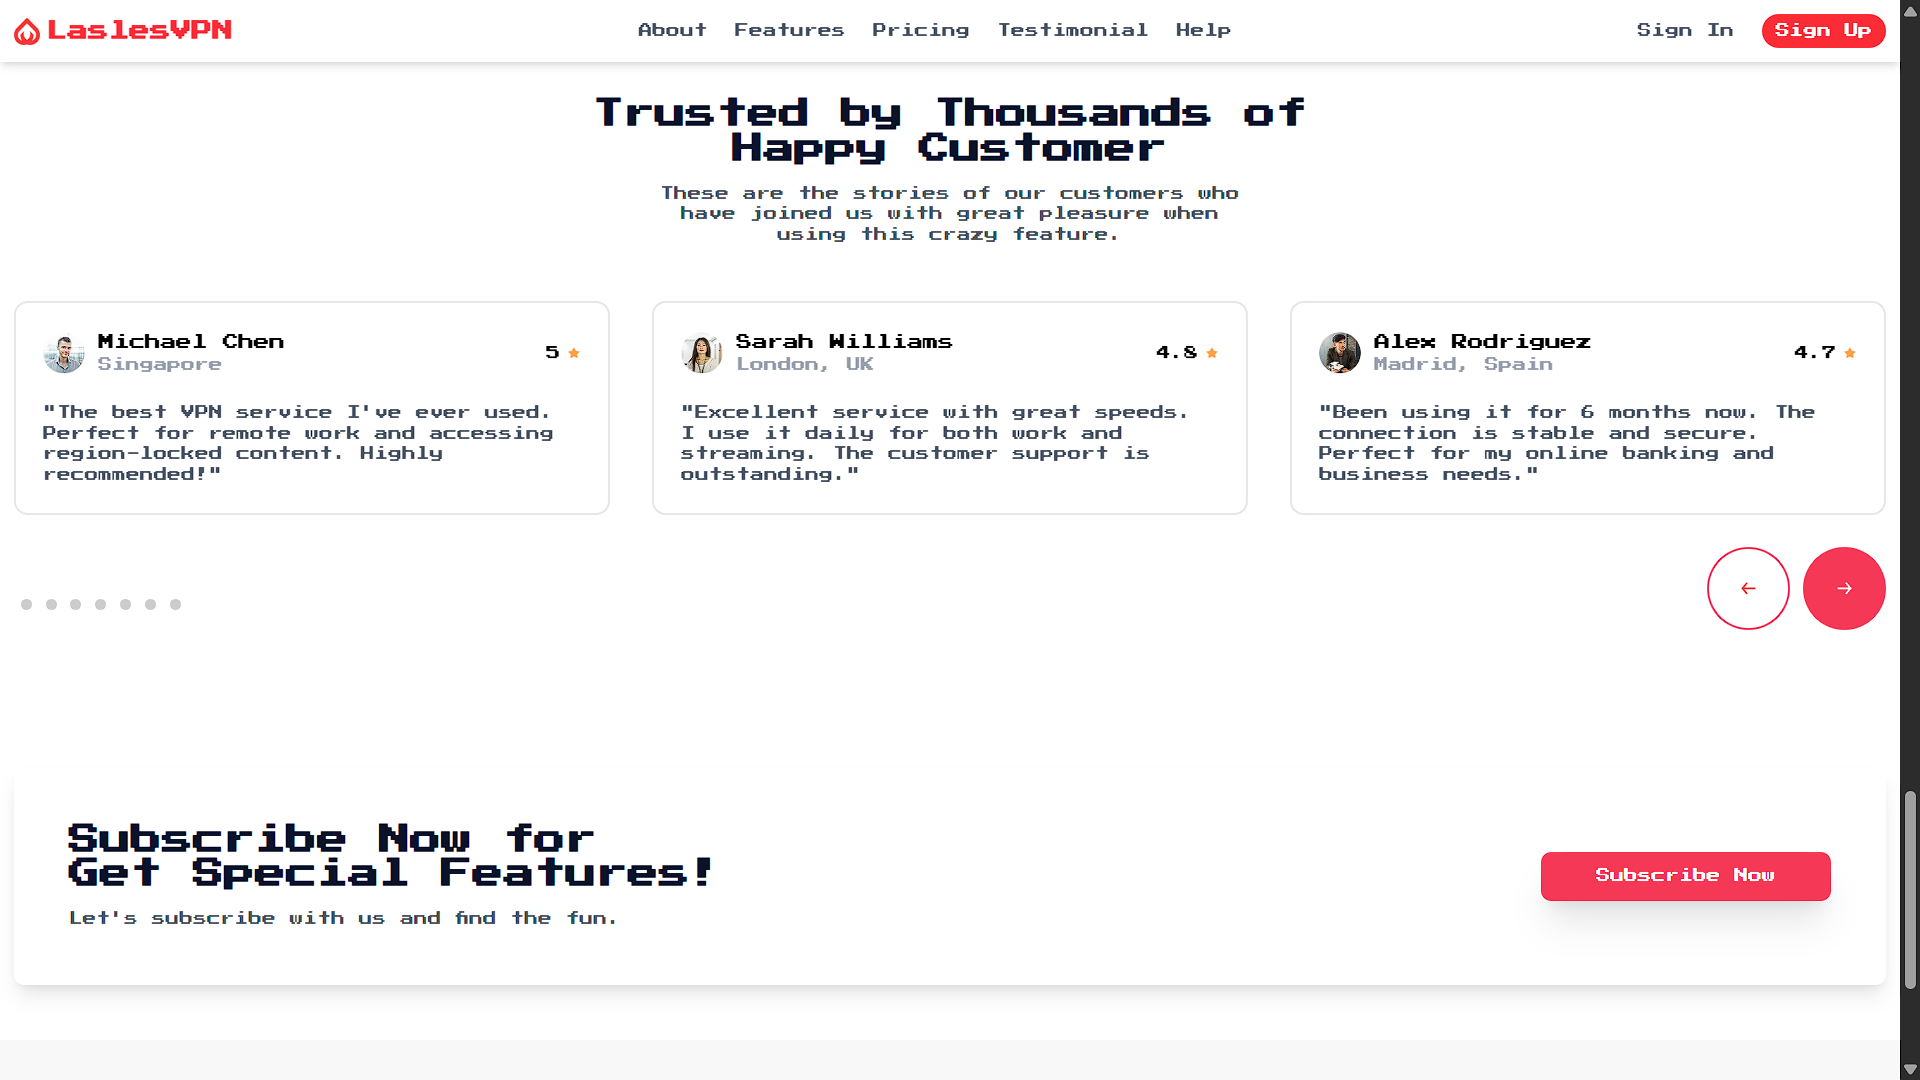 LaslesVPN
About Features Pricing Testimonial Help
Sign In Sign Up
Trusted by Thousands of
Happy Customer
These are the stories of our customers who
have joined us with great pleasure when
using this crazy feature.
Michael Chen
Singapore
5
"The best VPN service I've ever used.
Perfect for remote work and accessing
region-locked content. Highly
recommended!"
Sarah Williams
London, UK
4.8
"Excellent service with great speeds.
I use it daily for both work and
streaming. The customer support is
outstanding."
Alex Rodriguez
Madrid, Spain
4.7
"Been using it for 6 months now. The
connection is stable and secure.
Perfect for my online banking and
business needs."
Subscribe Now for
Get Special Features!
Let's subscribe with us and find the fun.
Subscribe Now